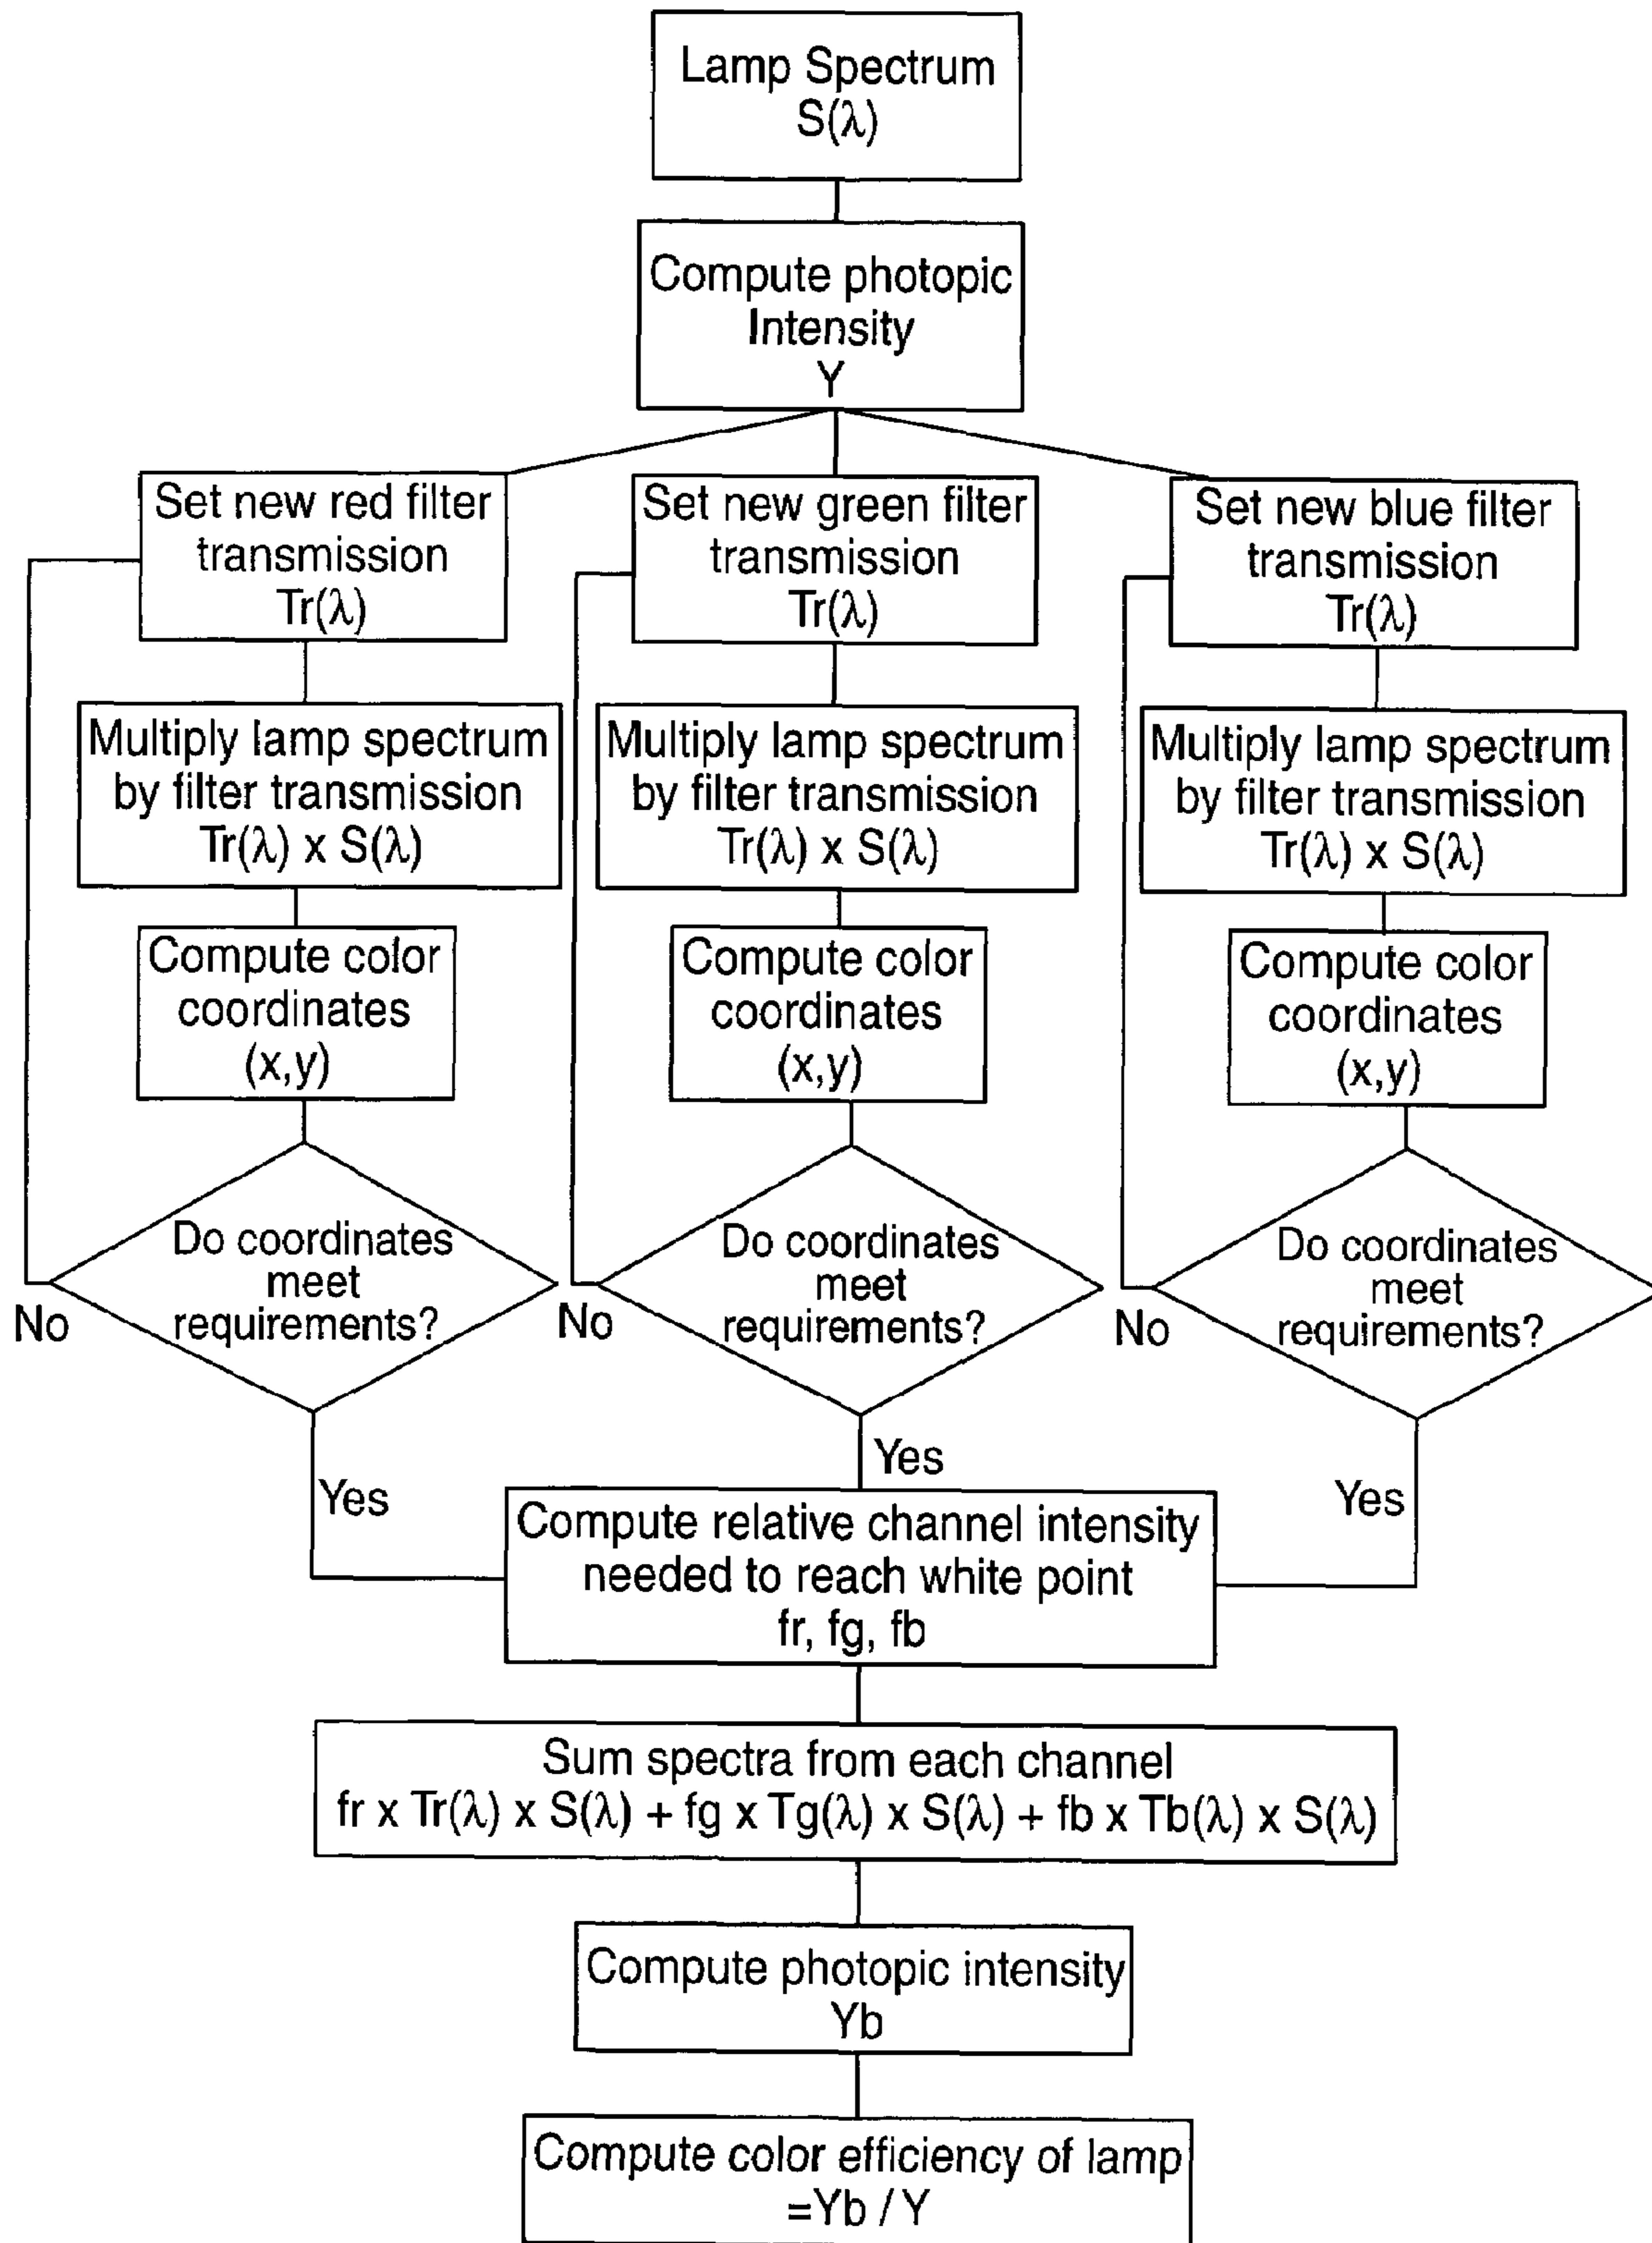 Lamp Spectrum
S(λ)
Compute photopic
Intensity
Y
Set new red filter
transmission
Tr(λ)
Set new green filter
transmission
Tr(λ)
Set new blue filter
transmission
Tr(λ)
Multiply lamp spectrum
by filter transmission
Tr(λ) x S(λ)
Multiply lamp spectrum
by filter transmission
Tr(λ) x S(λ)
Multiply lamp spectrum
by filter transmission
Tr(λ) x S(λ)
Compute color
coordinates
(x,y)
Compute color
coordinates
(x,y)
Compute color
coordinates
(x,y)
Do coordinates
meet
requirements?
No
Do coordinates
meet
requirements?
No
Do coordinates
meet
requirements?
No
Yes
Yes
Yes
Compute relative channel intensity
needed to reach white point
fr, fg, fb
Sum spectra from each channel
fr x Tr(λ) x S(λ) + fg x Tg(λ) x S(λ) + fb x Tb(λ) x S(λ)
Compute photopic intensity
Yb
Compute color efficiency of lamp
=Yb / Y